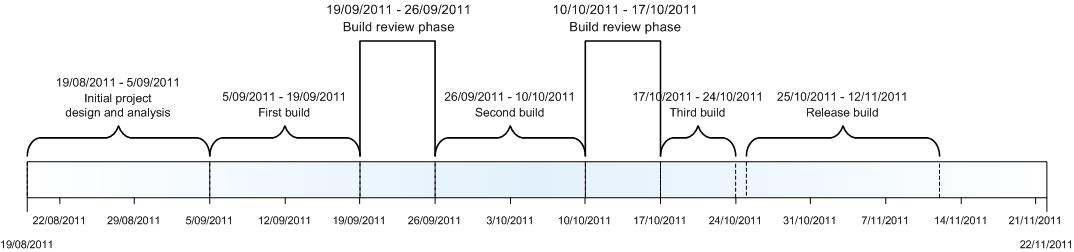 19/09/2011 - 26/09/2011
Build review phase
10/10/2011 - 17/10/2011
Build review phase
19/08/2011 - 5/09/2011
Initial project
design and analysis
5/09/2011 - 19/09/2011
First build
26/09/2011 - 10/10/2011
Second build
17/10/2011 - 24/10/2011
Third build
25/10/2011 - 12/11/2011
Release build
22/08/2011
29/08/2011
5/09/2011
12/09/2011
19/09/2011
26/09/2011
3/10/2011
10/10/2011
17/10/2011
24/10/2011
31/10/2011
7/11/2011
14/11/2011
21/11/2011
19/08/2011
22/11/2011